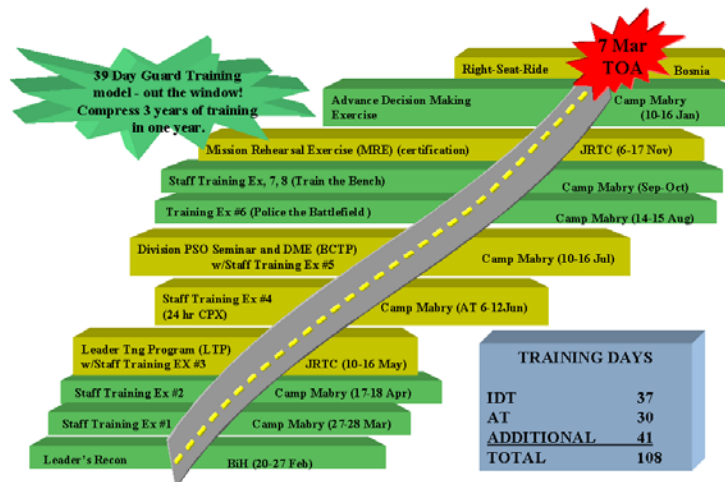 7 Mar
TOA
Right-Seat-Ride Bosnia
39 Day Guard Training
model - out the window!
Compress 3 years of training
in one year.
Advance Decision Making
Exercise
Camp Mabry
(10-16 Jan)
Mission Rehearsal Exercise (MRE) (certification) JRTC (6-17 Nov)
Staff Training Ex, 7, 8 (Train the Bench) Camp Mabry (Sep-Oct)
Training Ex #6 (Police the Battlefield ) Camp Mabry (14-15 Aug)
Division PSO Seminar and DME (BCTP)
w/Staff Training Ex #5
Camp Mabry (10-16 Jul)
Staff Training Ex #4
(24 hr CPX)
Camp Mabry (AT 6-12Jun)
Leader Tng Program (LTP)
w/Staff Training EX #3
JRTC (10-16 May)
Staff Training Ex #2 Camp Mabry (17-18 Apr)
Staff Training Ex #1 Camp Mabry (27-28 Mar)
Leader's Recon BiH (20-27 Feb)
TRAINING DAYS
IDT 37
AT 30
ADDITIONAL 41
TOTAL 108